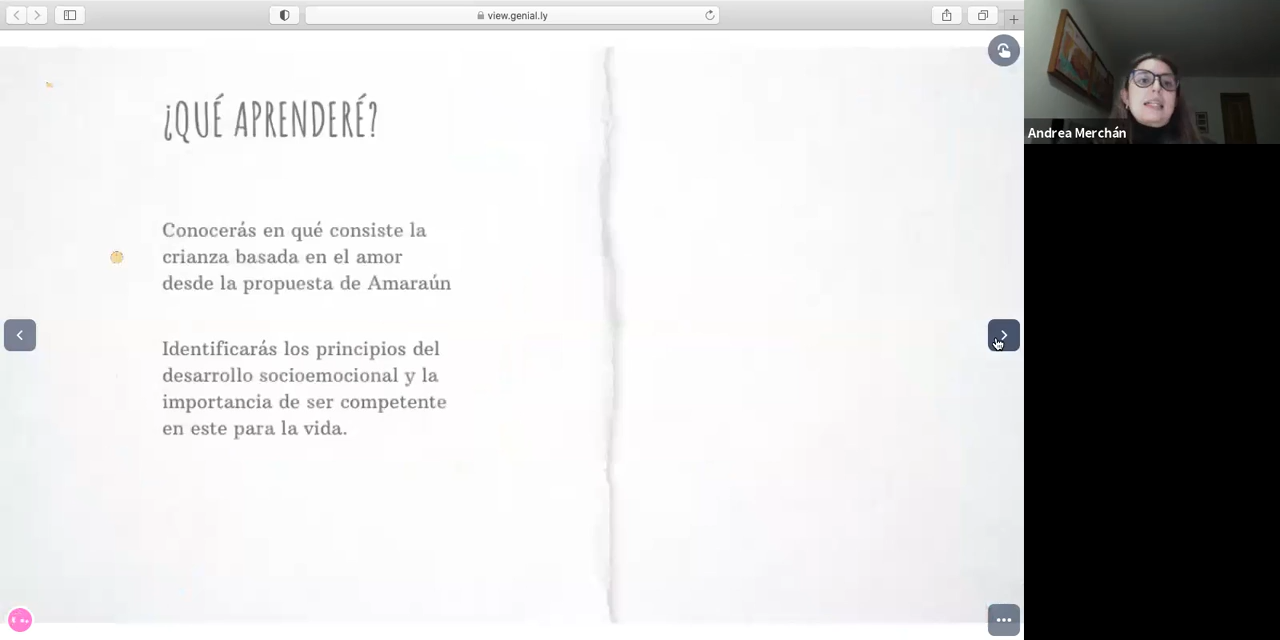 view.genial.ly
¿QUÉ APRENDERÉ?
Conocerás en qué consiste la
crianza basada en el amor
desde la propuesta de Amaraún
Identificarás los principios del
desarrollo socioemocional y la
importancia de ser competente
en este para la vida.
Andrea Merchán